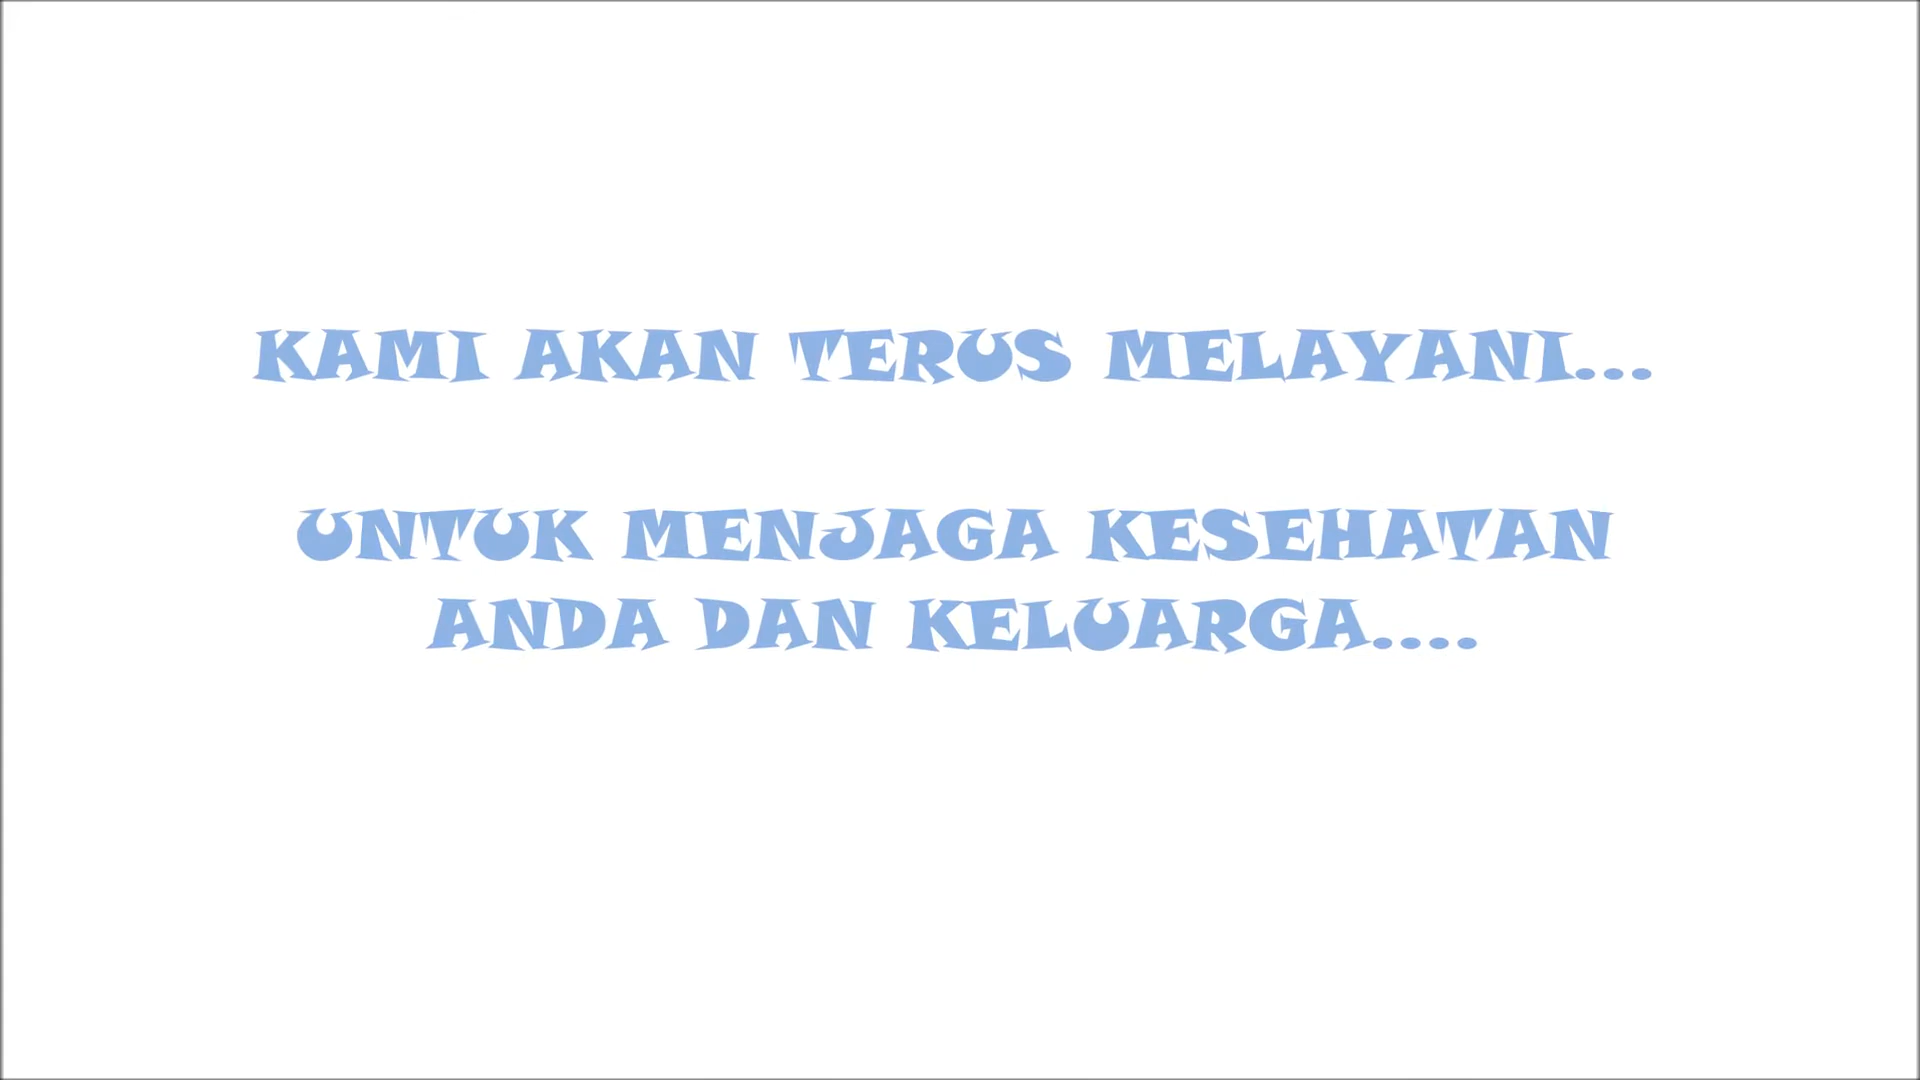 KAMI AKAN TERUS MELAYANI...
UNTUK MENJAGA KESEHATAN
ANDA DAN KELUARGA....